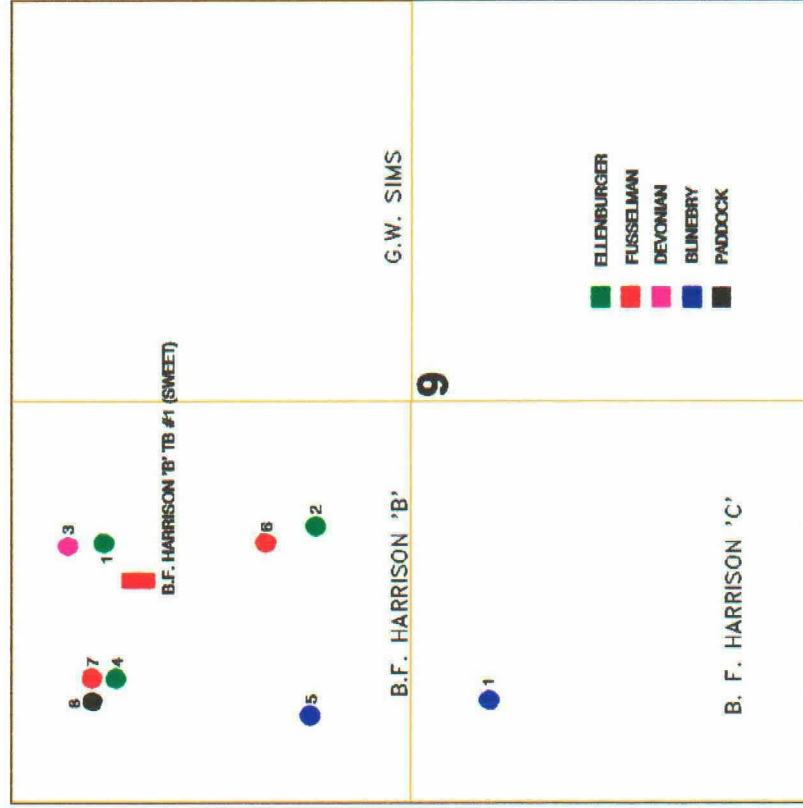 3
1
B.F. HARRISON 'B' TB #1 (SWEET)
7
8
4
6
2
5
B.F. HARRISON 'B'
G.W. SIMS
9
1
B. F. HARRISON 'C'
ELLENBURGER
FUSSELMAN
DEVONIAN
BLINEBRY
PADDOCK